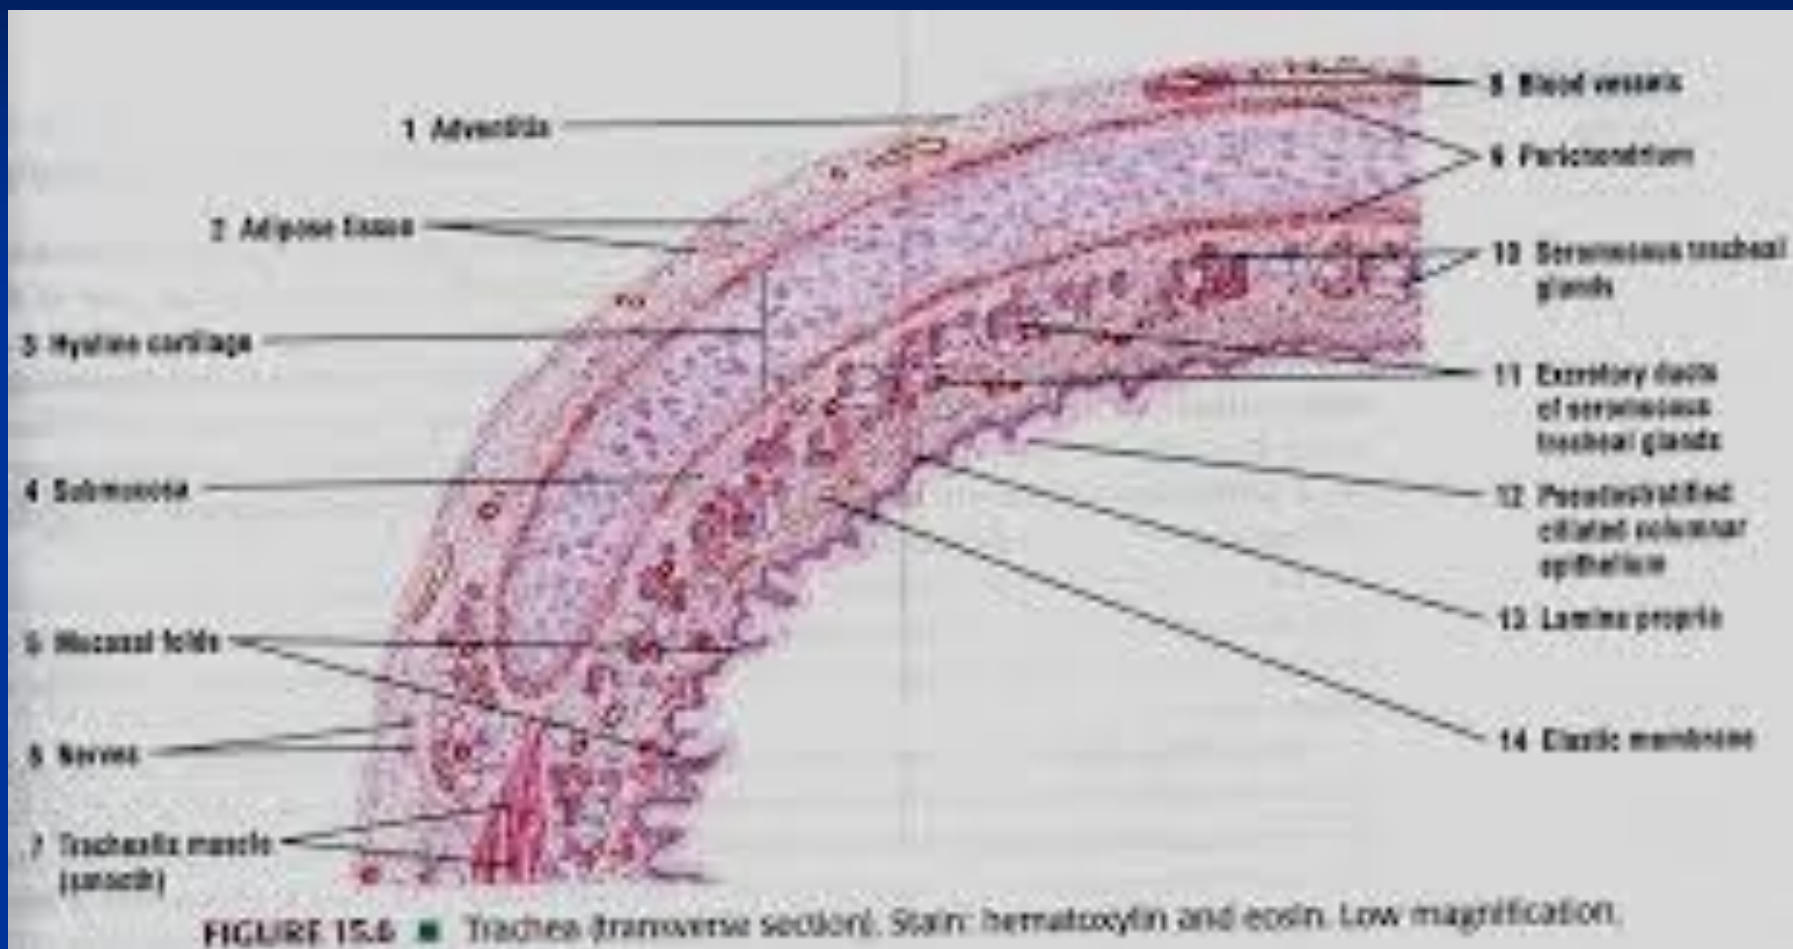 1 Adventitia
2 Adipose tissue
3 Hyaline cartilage
4 Submucosa
5 Mucosal folds
6 Nerves
7 Trachealis muscle
(smooth)
8 Blood vessels
9 Perichondrium
10 Seromucous tracheal
glands
11 Excretory ducts
of seromucous
tracheal glands
12 Pseudostratified
ciliated columnar
epithelium
13 Lamina propria
14 Elastic membrane
FIGURE 15.6 ■ Trachea (transverse section). Stain: hematoxylin and eosin. Low magnification.